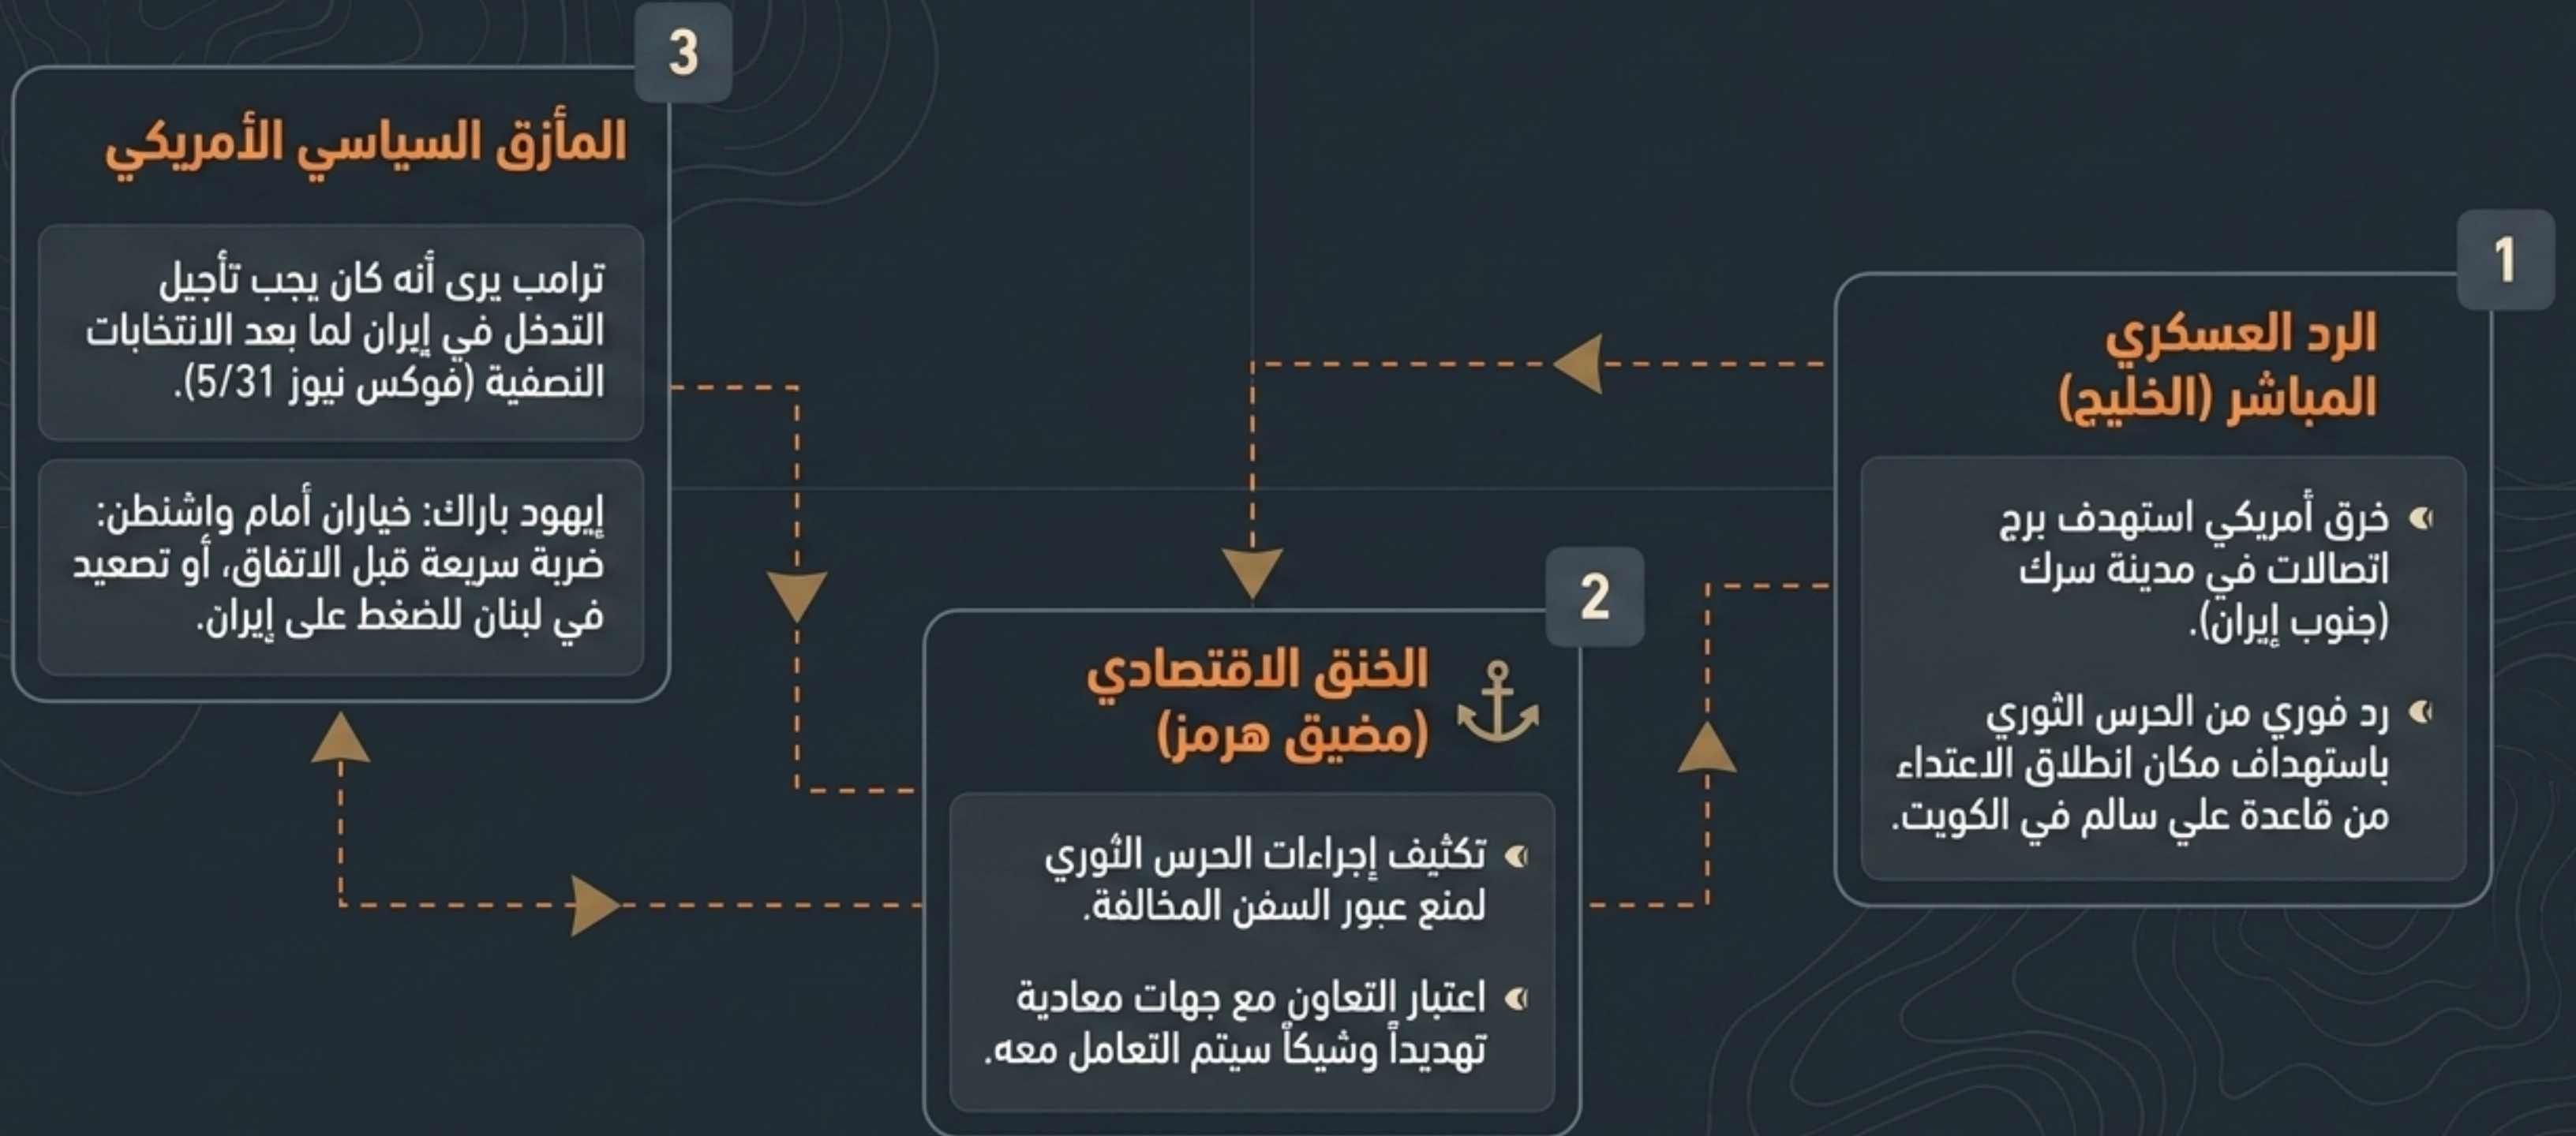 1
الرد العسكري
المباشر (الخليج)
خرق أمريكي استهدف برج
اتصالات في مدينة سرك
(جنوب إيران).
رد فوري من الحرس الثوري
باستهداف مكان انطلاق الاعتداء
من قاعدة علي سالم في الكويت.
2
الخنق الاقتصادي
(مضيق هرمز)
تكثيف إجراءات الحرس الثوري
لمنع عبور السفن المخالفة.
اعتبار التعاون مع جهات معادية
تهديداً وشيكاً سيتم التعامل معه.
3
المأزق السياسي الأمريكي
ترامب يرى أنه كان يجب تأجيل
التدخل في إيران لما بعد الانتخابات
النصفية (فوكس نيوز 5/31).
إيهود باراك: خياران أمام واشنطن:
ضربة سريعة قبل الاتفاق، أو تصعيد
في لبنان للضغط على إيران.